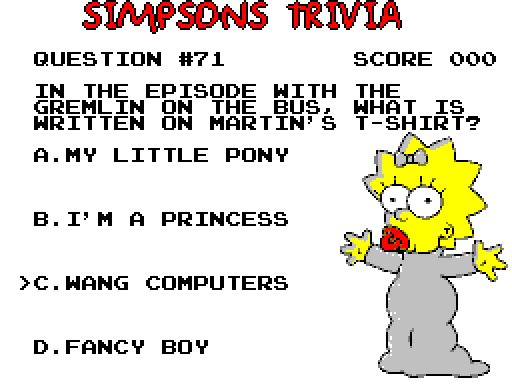 SIMPSONS TRIVIA
QUESTION #71 SCORE 000
IN THE EPISODE WITH THE
GREMLIN ON THE BUS, WHAT IS
WRITTEN ON MARTIN'S T-SHIRT?
A.MY LITTLE PONY
B.I'M A PRINCESS
>C.WANG COMPUTERS
D.FANCY BOY